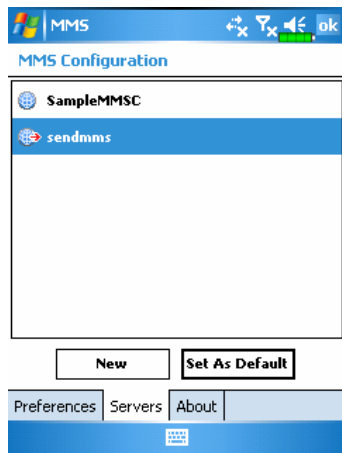 MMS ok
MMS Configuration
SampleMMSC
sendmms
New Set As Default
Preferences Servers About